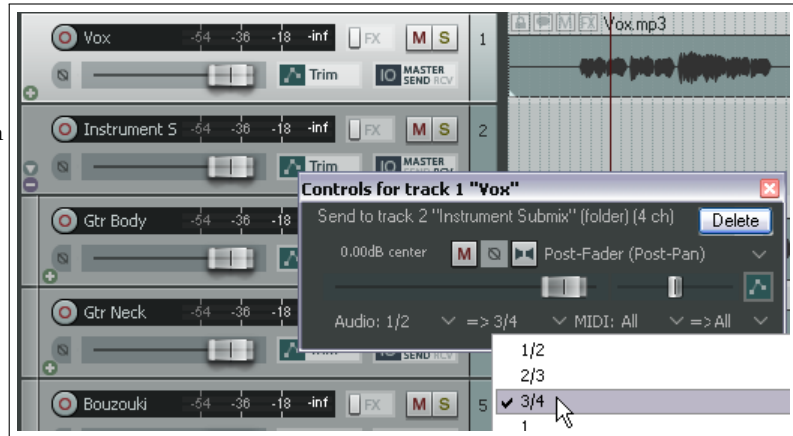 Vox -54 -36 -18 -inf FX M S 1
Vox.mp3
Trim IO MASTER SEND RCV
Instrument S -54 -36 -18 -inf FX M S 2
Trim IO MASTER
Controls for track 1 "Vox"
Send to track 2 "Instrument Submix" (folder) (4 ch) Delete
Gtr Body -54 -36 -18
0.00dB center M Post-Fader (Post-Pan)
Gtr Neck -54 -36 -18
Audio: 1/2 => 3/4 MIDI: All => All
SEND RCV
1/2
2/3
Bouzouki -54 -36 -18 -inf FX M S 5
3/4
1